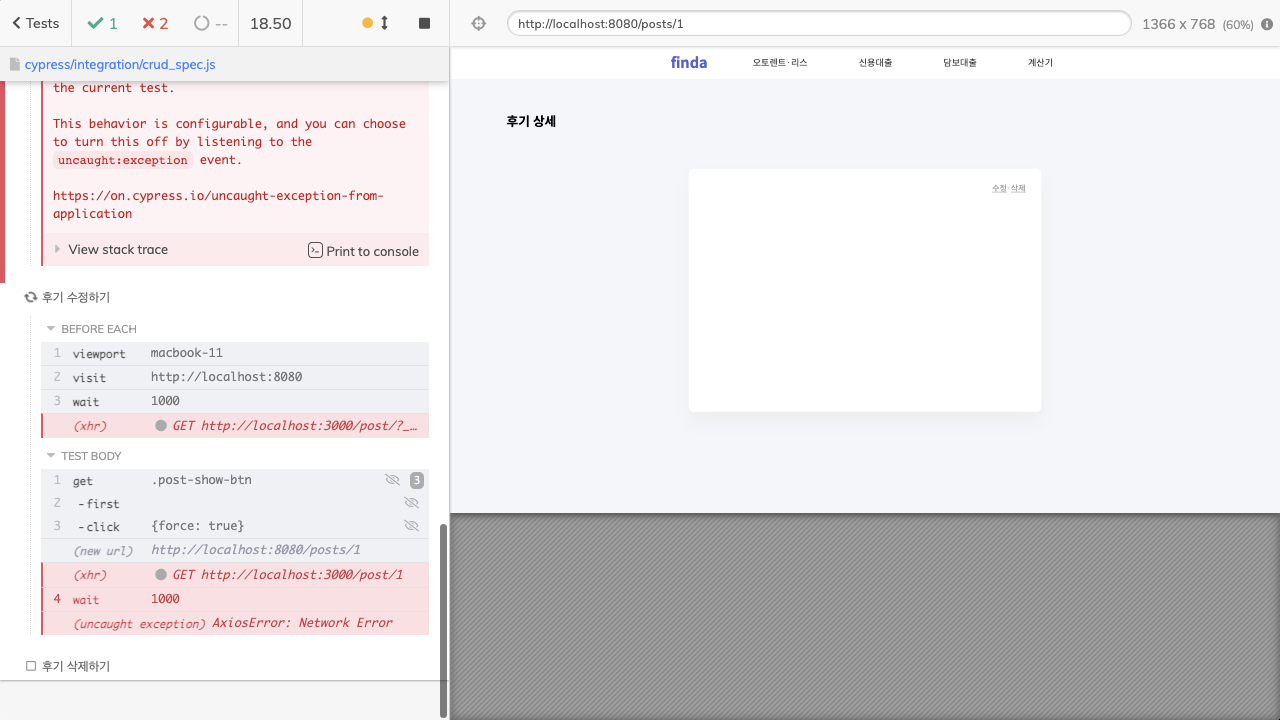 Tests
1
2
--
18.50
http://localhost:8080/posts/1
1366 x 768 (60%)
cypress/integration/crud_spec.js
the current test.
This behavior is configurable, and you can choose
to turn this off by listening to the
uncaught:exception event.
https://on.cypress.io/uncaught-exception-from-
application
View stack trace
Print to console
후기 수정하기
BEFORE EACH
1 viewport macbook-11
2 visit http://localhost:8080
3 wait 1000
(xhr) GET http://localhost:3000/post/?_…
TEST BODY
1 get .post-show-btn 3
2 -first
3 -click {force: true}
(new url) http://localhost:8080/posts/1
(xhr) GET http://localhost:3000/post/1
4 wait 1000
(uncaught exception) AxiosError: Network Error
후기 삭제하기
finda
오토렌트·리스
신용대출
담보대출
계산기
후기 상세
수정·삭제